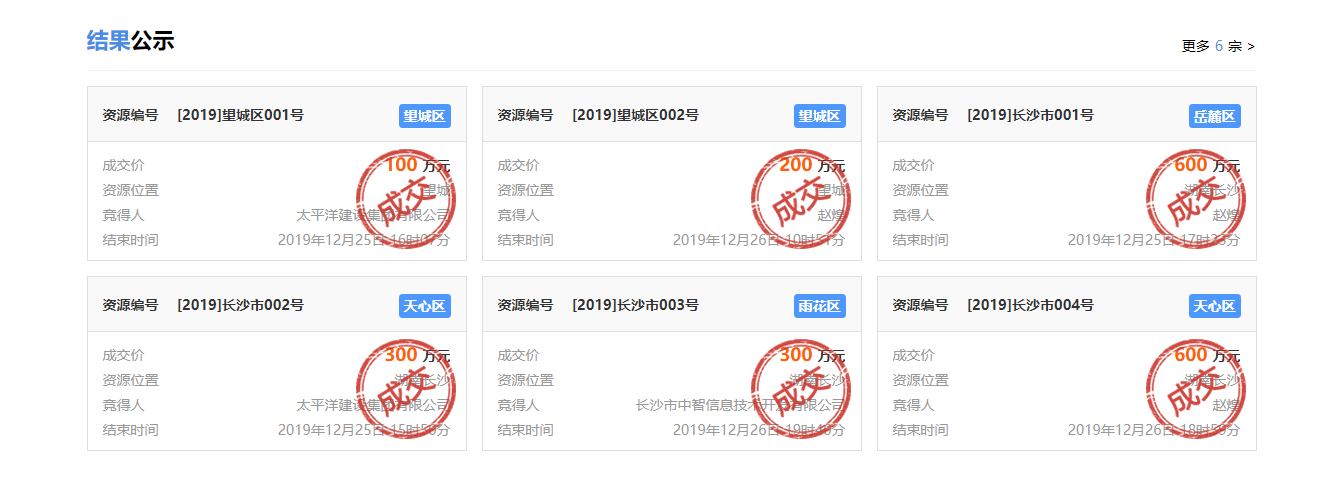 结果公示
更多 6 宗 >
资源编号 [2019]望城区001号 望城区
成交价 100 万元
资源位置 望城
竞得人 太平洋建设集团有限公司
结束时间 2019年12月25日 16时07分
成交
资源编号 [2019]望城区002号 望城区
成交价 200 万元
资源位置 望城
竞得人 赵煌
结束时间 2019年12月26日 10时51分
成交
资源编号 [2019]长沙市001号 岳麓区
成交价 600 万元
资源位置 湖南长沙
竞得人 赵煌
结束时间 2019年12月25日 17时 分
成交
资源编号 [2019]长沙市002号 天心区
成交价 300 万元
资源位置 湖南长沙
竞得人 太平洋建设集团有限公司
结束时间 2019年12月25日 15时 分
成交
资源编号 [2019]长沙市003号 雨花区
成交价 300 万元
资源位置 湖南长沙
竞得人 长沙市中智信息技术开发有限公司
结束时间 2019年12月26日 19时 分
成交
资源编号 [2019]长沙市004号 天心区
成交价 600 万元
资源位置 湖南长沙
竞得人 赵煌
结束时间 2019年12月26日 18时 分
成交